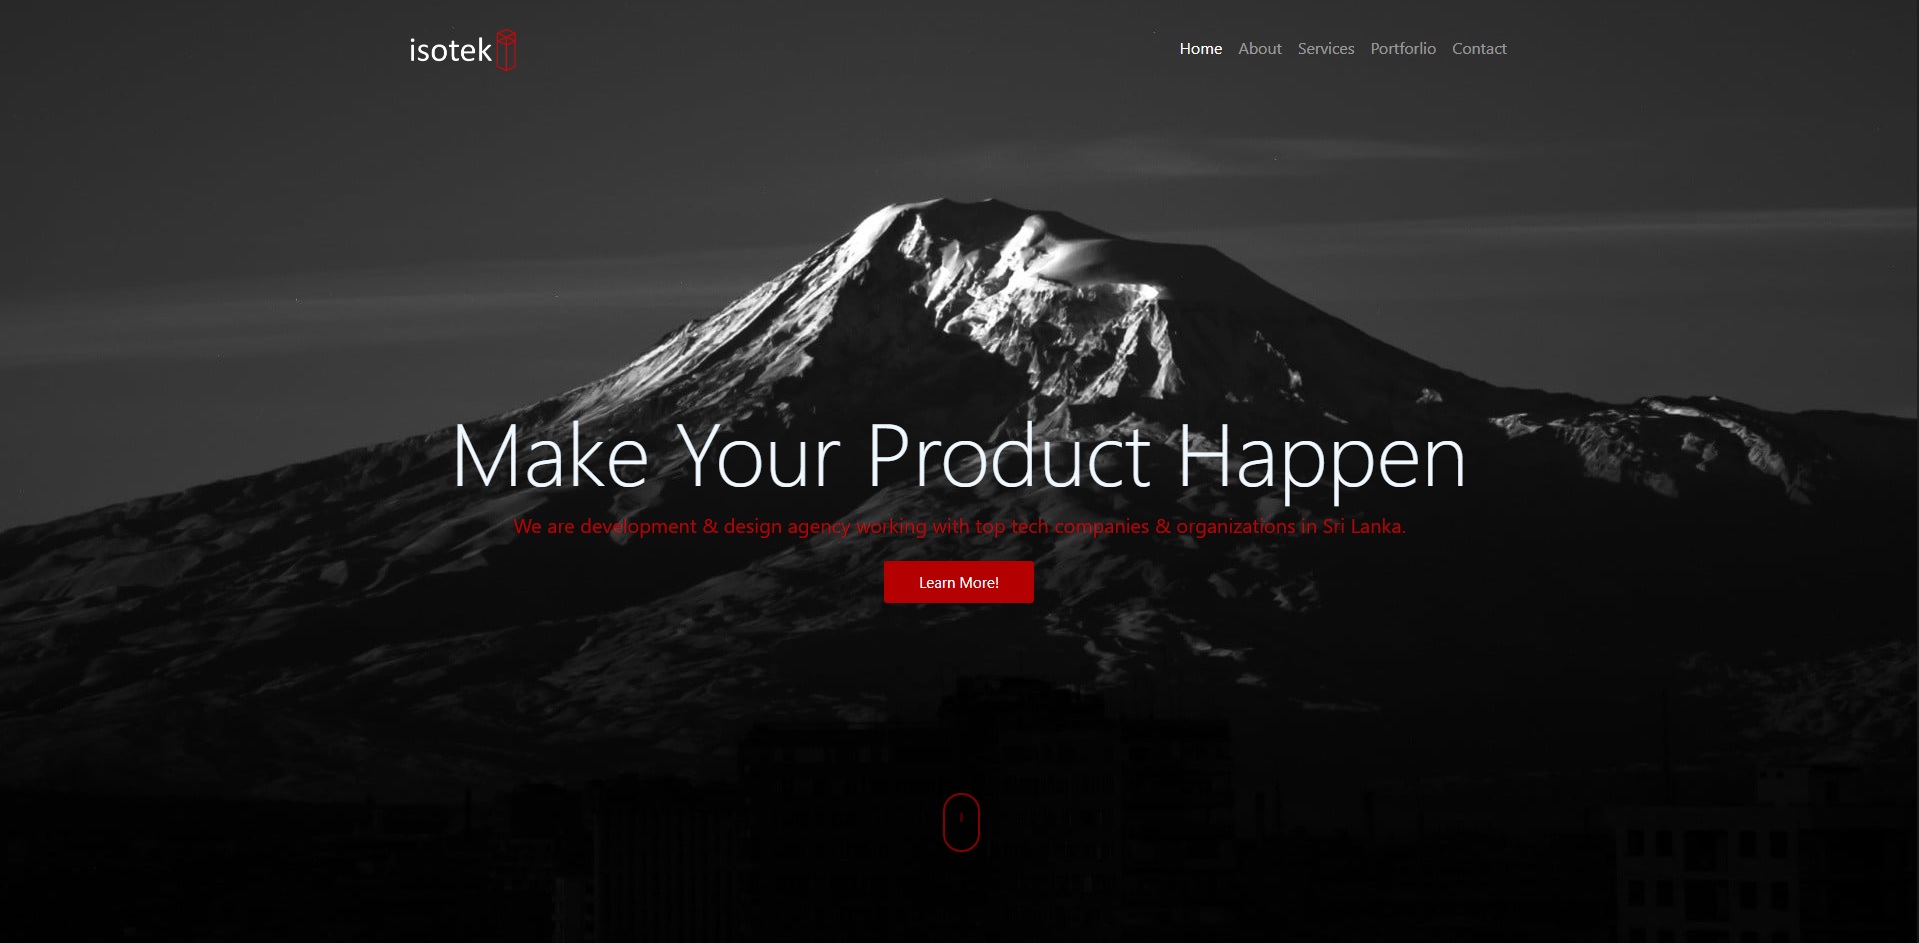 isotek
Home About Services Portforlio Contact
Make Your Product Happen
We are development & design agency working with top tech companies & organizations in Sri Lanka.
Learn More!